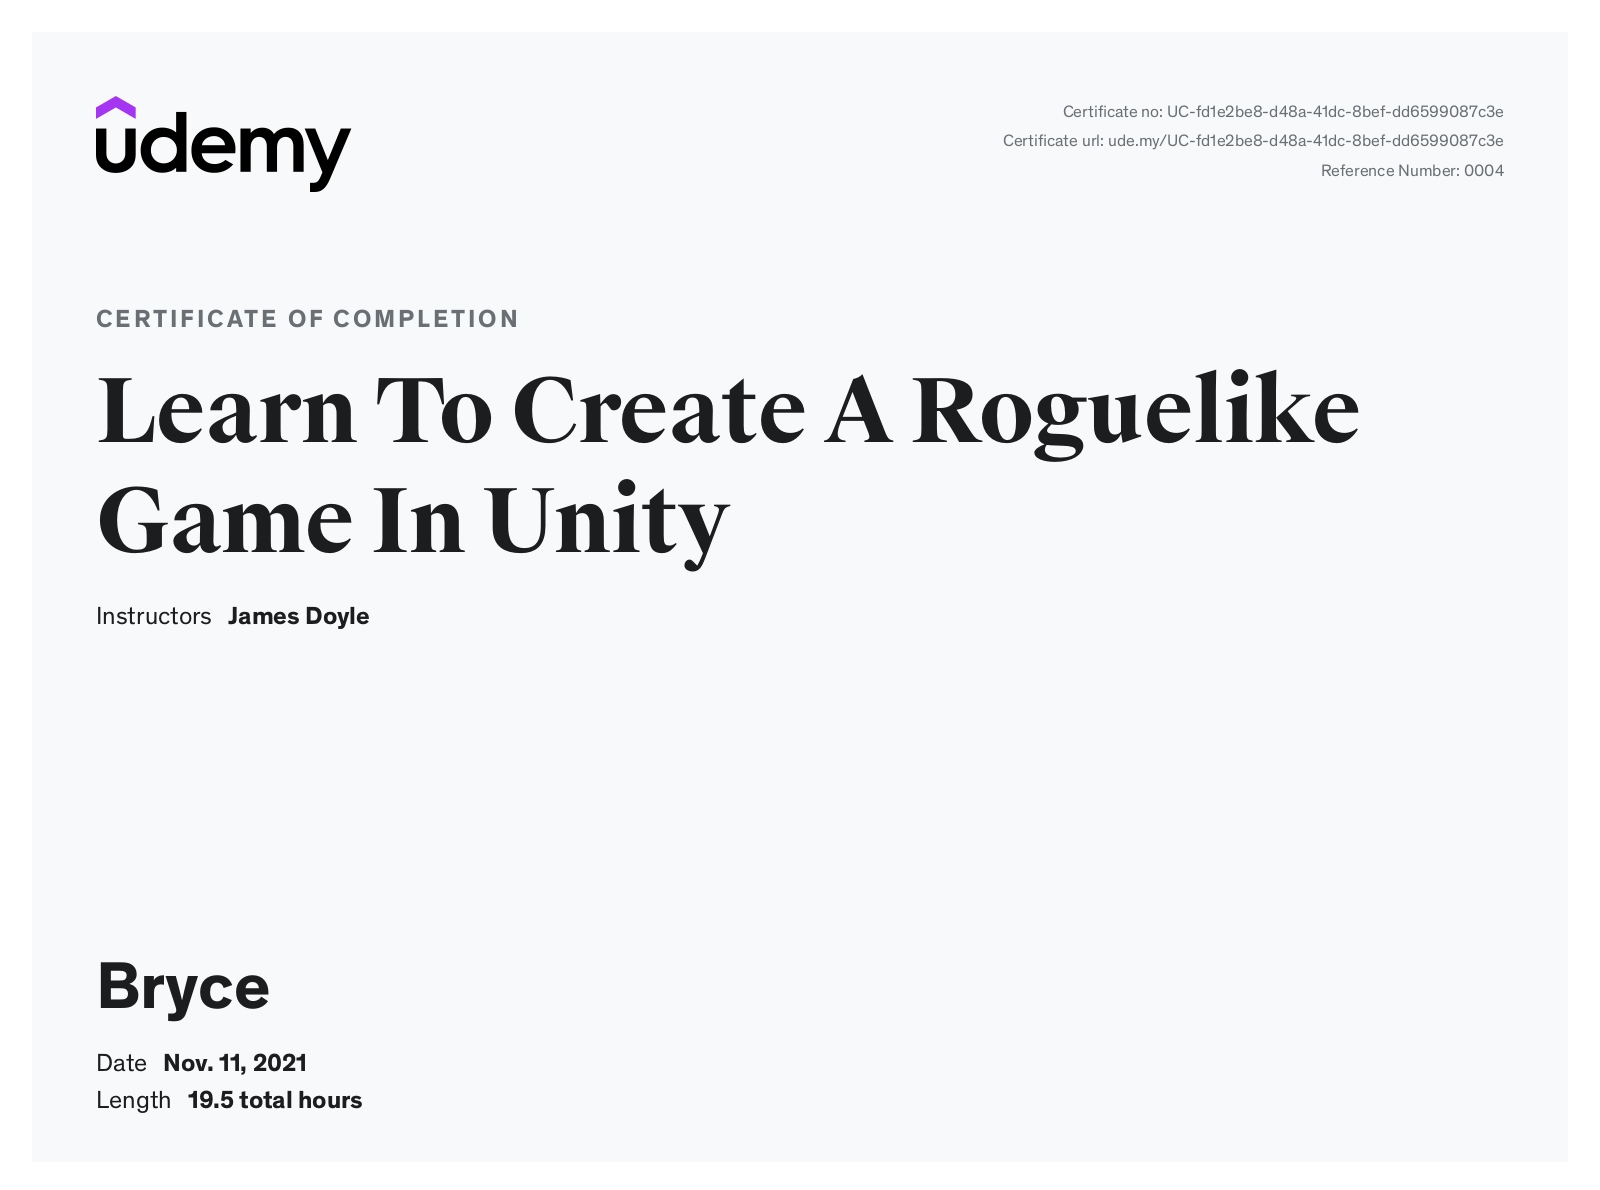 udemy
Certificate no: UC-fd1e2be8-d48a-41dc-8bef-dd6599087c3e
Certificate url: ude.my/UC-fd1e2be8-d48a-41dc-8bef-dd6599087c3e
Reference Number: 0004
CERTIFICATE OF COMPLETION
Learn To Create A Roguelike
Game In Unity
Instructors James Doyle
Bryce
Date Nov. 11, 2021
Length 19.5 total hours